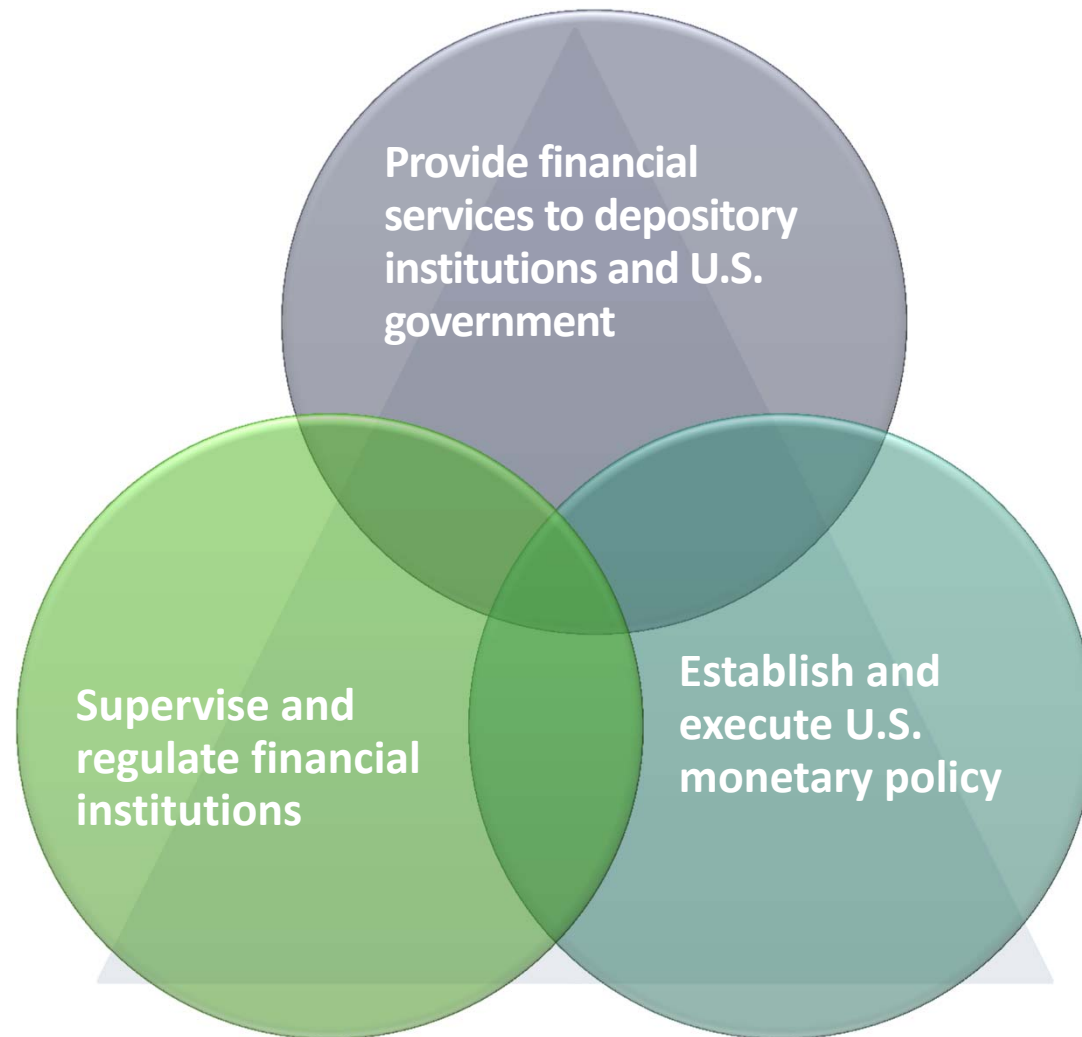 Provide financial
services to depository
institutions and U.S.
government
Supervise and
regulate financial
institutions
Establish and
execute U.S.
monetary policy